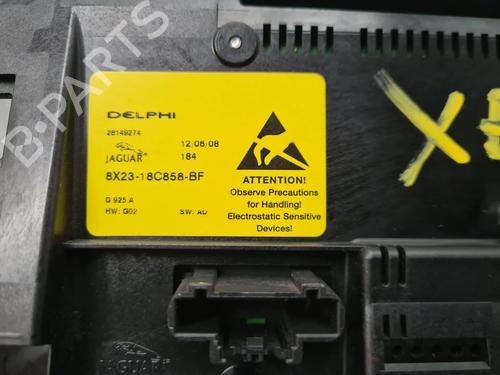 B-PARTS
DELPHI
28149274
12/06/08
JAGUAR
184
8X23-18C858-BF
G 925 A
HW: G02
SW: AD
ATTENTION!
Observe Precautions
for Handling!
Electrostatic Sensitive
Devices!
JAGUAR